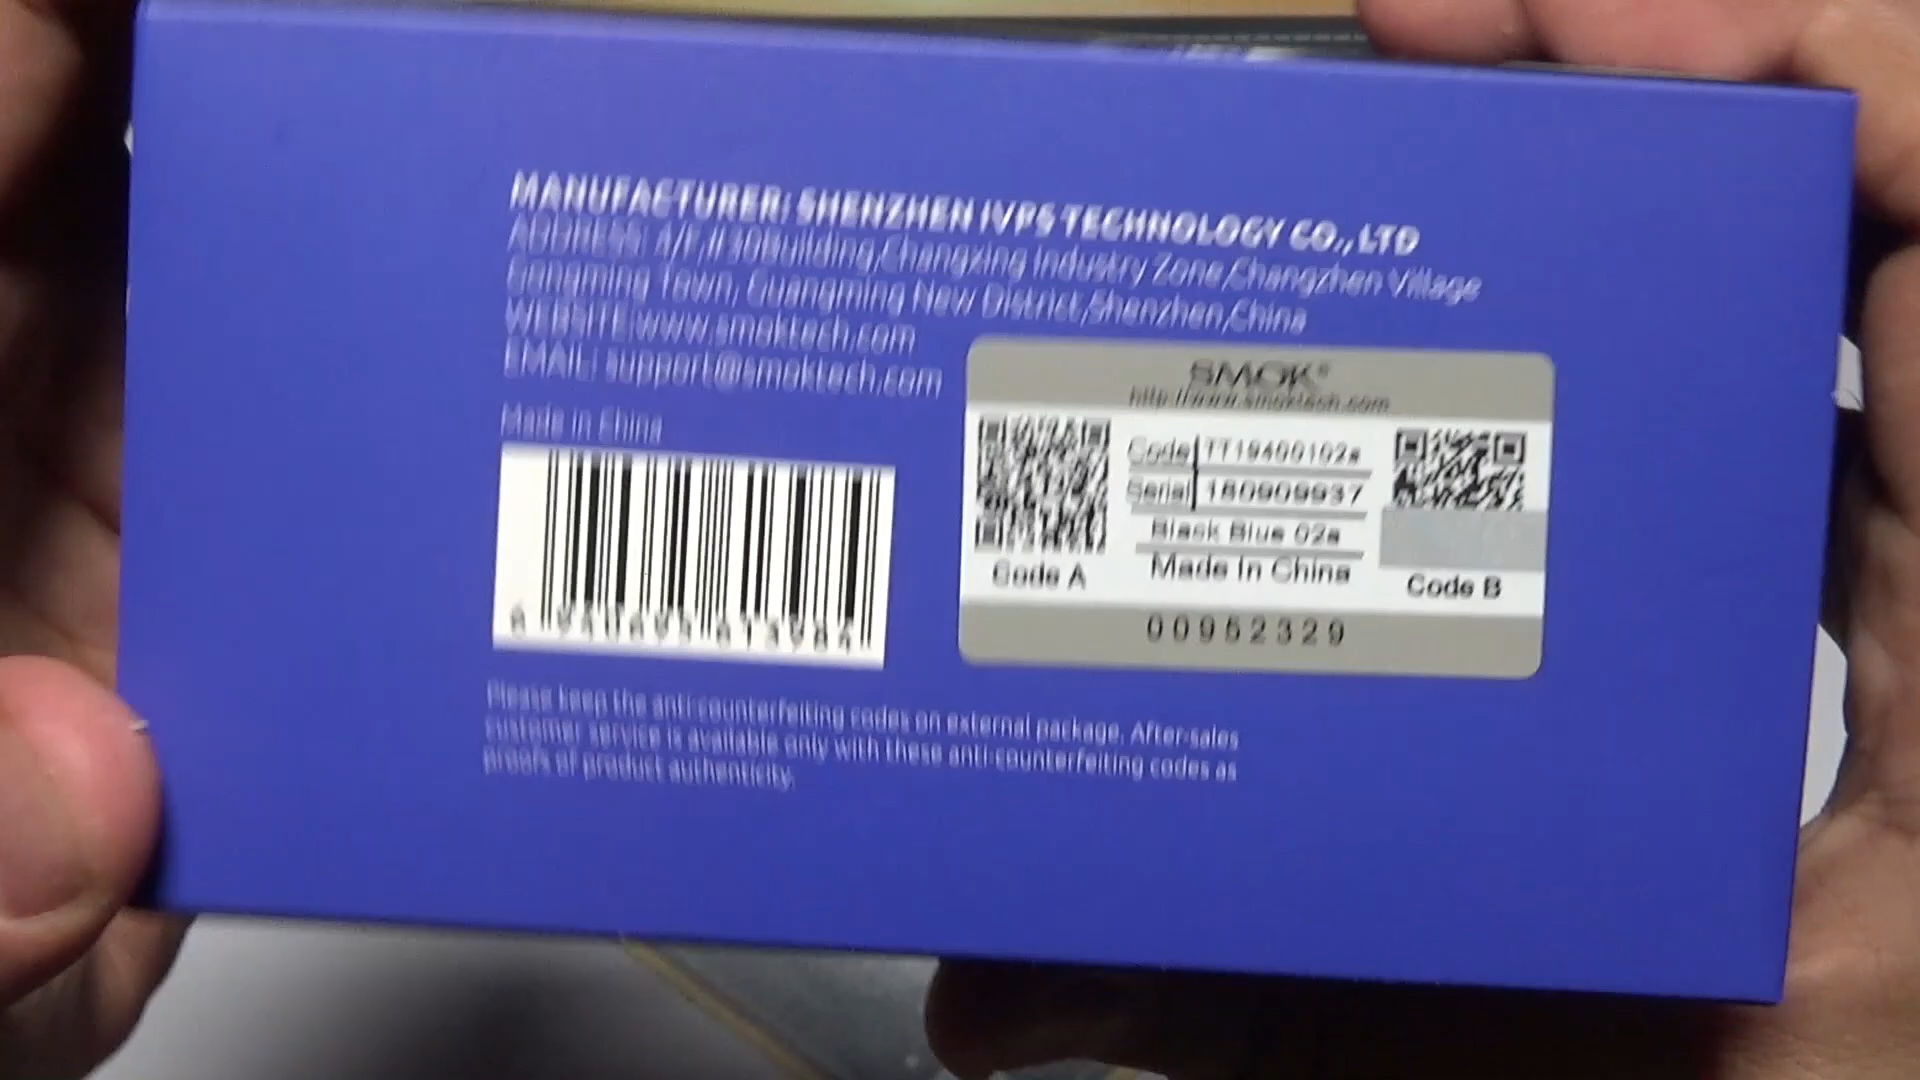 MANUFACTURER: SHENZHEN IVPS TECHNOLOGY CO., LTD
ADDRESS: #30Building,Changxing Industry Zone,Changzhen Village
Gongming Town, Guangming New District,Shenzhen,China
WEBSITE:www.smoktech.com
EMAIL: support@smoktech.com
Made in China
SMOK®
http://www.smoktech.com
Code TT19400102a
Serial 180909937
Black Blue 02a
Made In China
Code A
Code B
00952329
Please keep the anti-counterfeiting codes on external package. After-sales
customer service is available only with these anti-counterfeiting codes as
proofs of product authenticity.